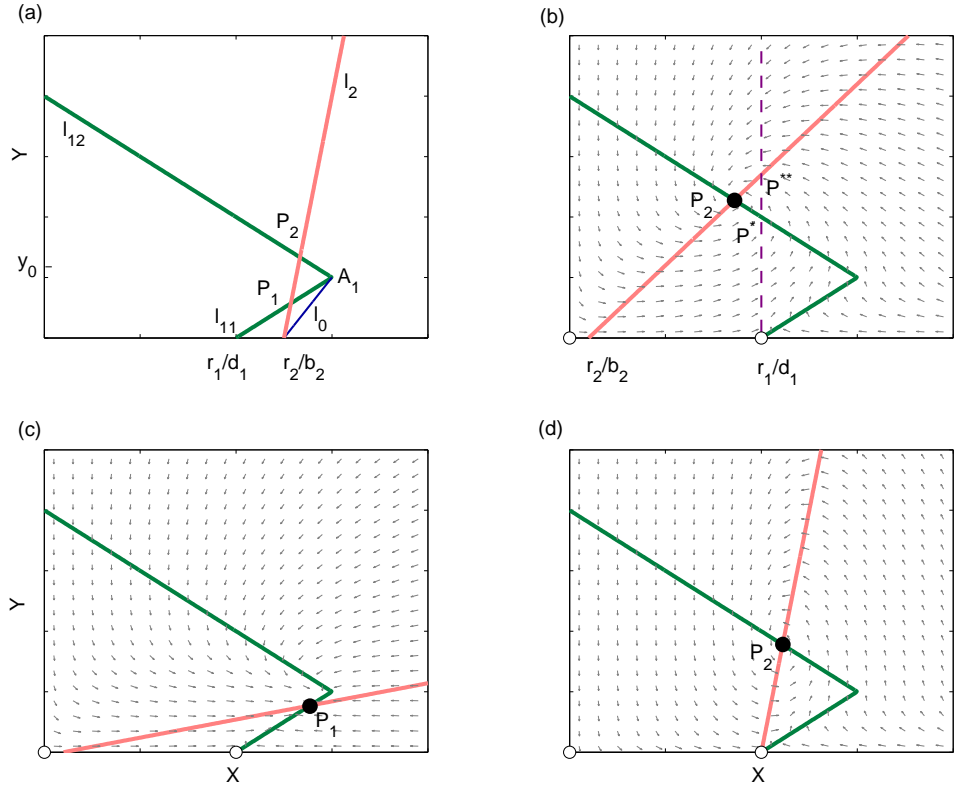 (a)
l12
l2
Y
P2
y0
P1
A1
l11
l0
r1/d1
r2/b2
(b)
P**
P2
P*
r2/b2
r1/d1
(c)
Y
P1
X
(d)
P2
X